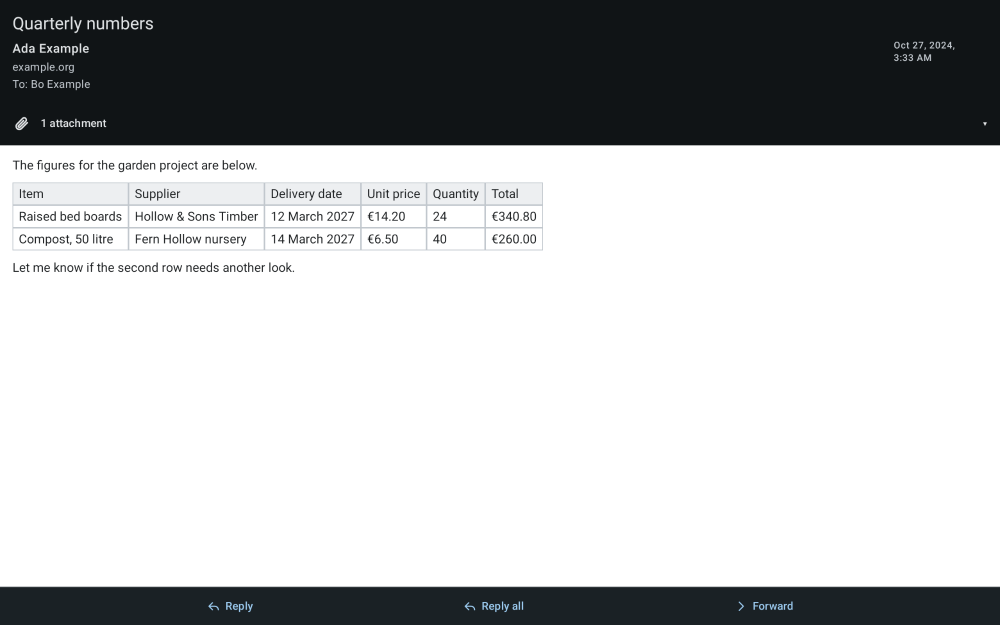 Quarterly numbers
Ada Example
example.org
To: Bo Example
Oct 27, 2024,
3:33 AM
1 attachment
The figures for the garden project are below.
Item Supplier Delivery date Unit price Quantity Total
Raised bed boards Hollow & Sons Timber 12 March 2027 €14.20 24 €340.80
Compost, 50 litre Fern Hollow nursery 14 March 2027 €6.50 40 €260.00
Let me know if the second row needs another look.
Reply Reply all Forward